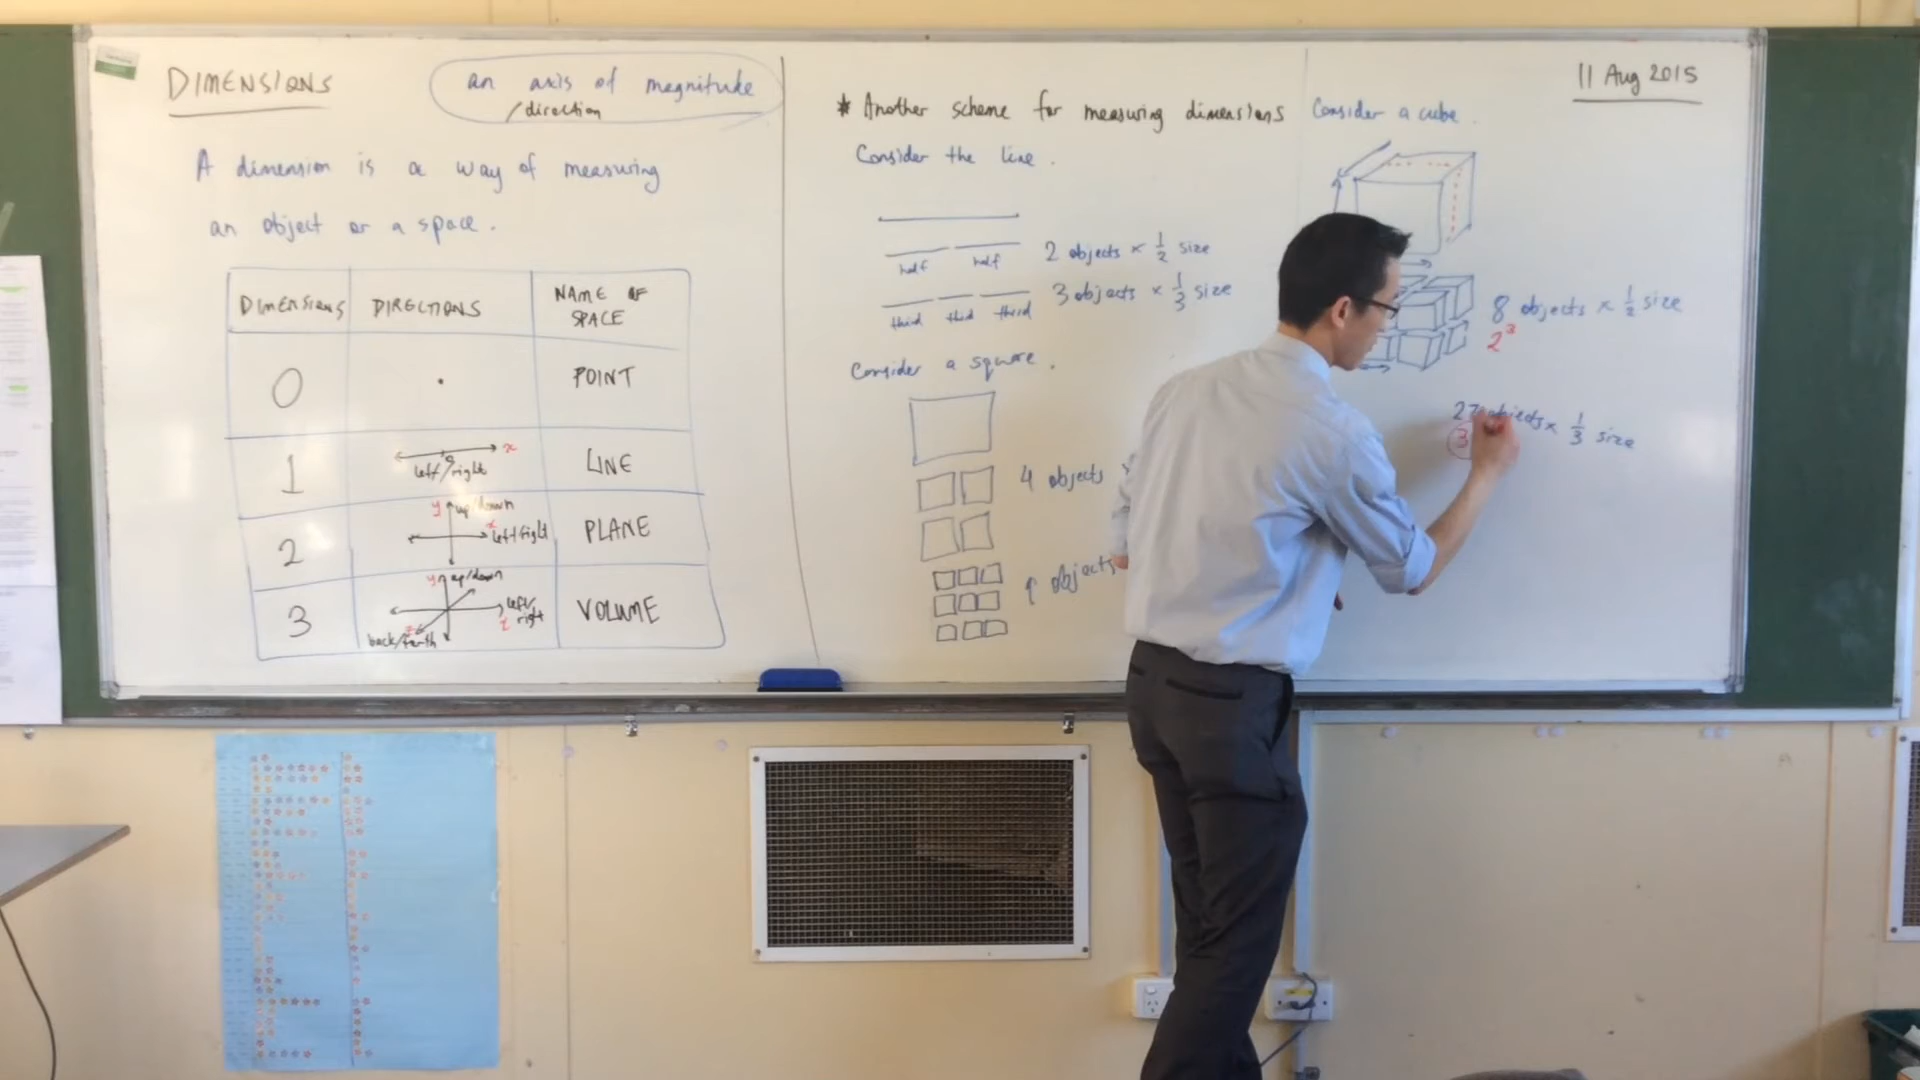 DIMENSIONS
an axis of magnitude
/direction
A dimension is a way of measuring
an object or a space.
DIMENSIONS DIRECTIONS NAME OF SPACE
0 POINT
1 left/right x LINE
2 y up/down x left/right PLANE
3 y up/down left/right x back/forth z VOLUME
* Another scheme for measuring dimensions
Consider the line.
half half 2 objects × 1/2 size
third third third 3 objects × 1/3 size
Consider a square.
4 objects
9 objects
11 Aug 2015
Consider a cube.
8 objects × 1/2 size
2³
27 objects × 1/3 size
3